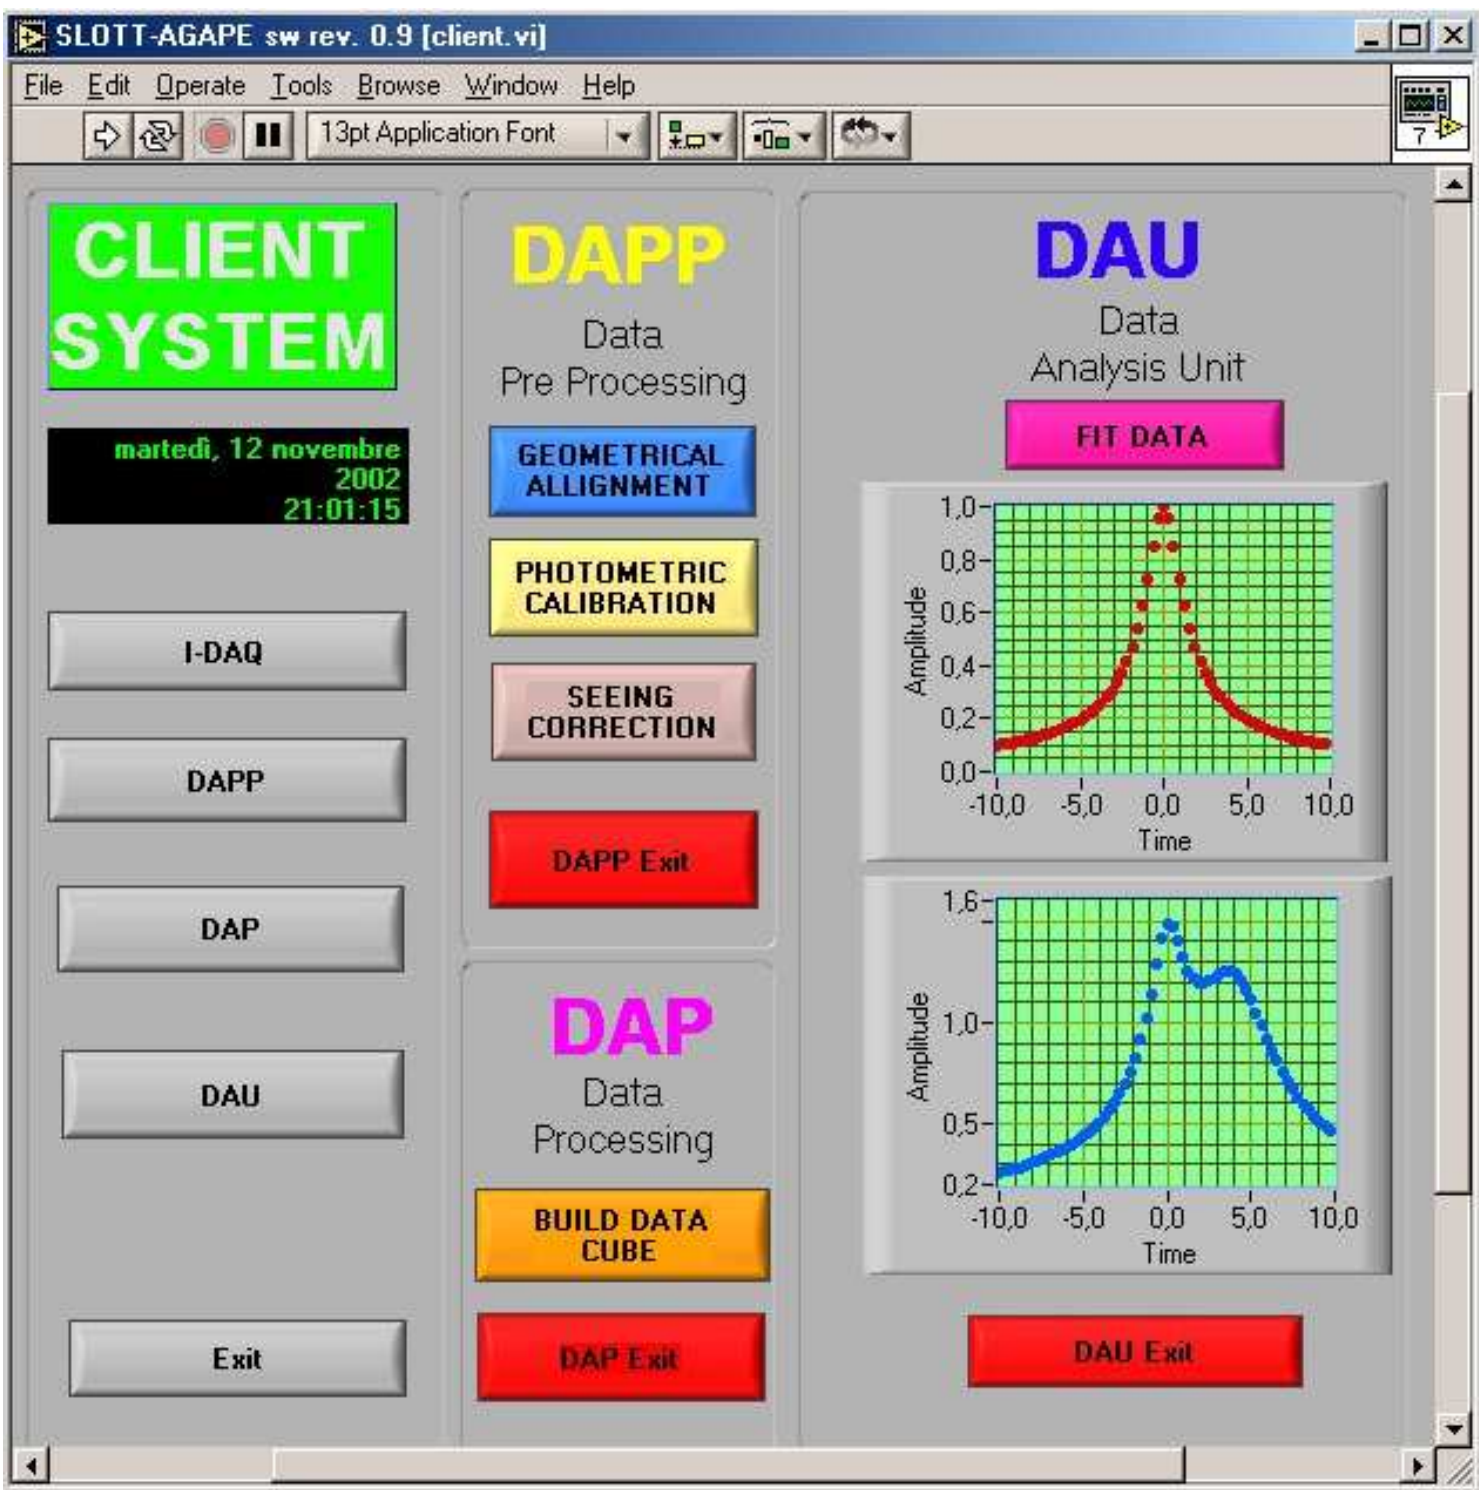 SLOTT-AGAPE sw rev. 0.9 [client.vi]
File Edit Operate Tools Browse Window Help
13pt Application Font
7
CLIENT
SYSTEM
martedì, 12 novembre
2002
21:01:15
I-DAQ
DAPP
DAP
DAU
Exit
DAPP
Data
Pre Processing
GEOMETRICAL
ALLIGNMENT
PHOTOMETRIC
CALIBRATION
SEEING
CORRECTION
DAPP Exit
DAP
Data
Processing
BUILD DATA
CUBE
DAP Exit
DAU
Data
Analysis Unit
FIT DATA
1,0
0,8
0,6
0,4
0,2
0,0
Amplitude
-10,0 -5,0 0,0 5,0 10,0
Time
1,6
1,0
0,5
0,2
Amplitude
-10,0 -5,0 0,0 5,0 10,0
Time
DAU Exit